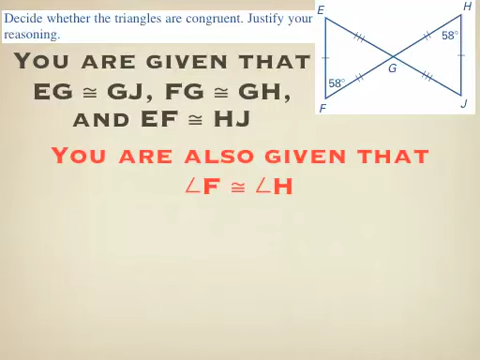 Decide whether the triangles are congruent. Justify your
reasoning.
E
H
58°
G
58°
F
J
YOU ARE GIVEN THAT
EG ≅ GJ, FG ≅ GH,
AND EF ≅ HJ
YOU ARE ALSO GIVEN THAT
∠F ≅ ∠H